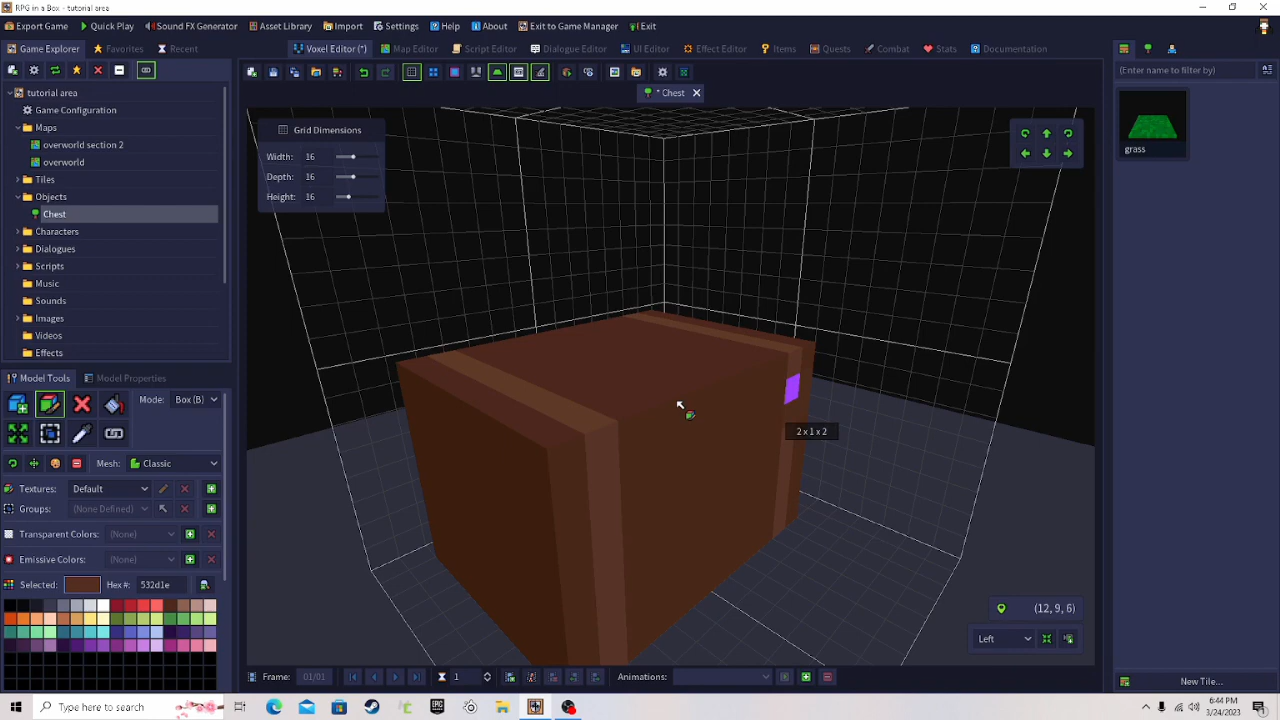 RPG in a Box - tutorial area
Export Game Quick Play Sound FX Generator Asset Library Import Settings Help About Exit to Game Manager Exit
Game Explorer Favorites Recent Voxel Editor (*) Map Editor Script Editor Dialogue Editor UI Editor Effect Editor Items Quests Combat Stats Documentation
(Enter name to filter by)
* Chest
tutorial area
Game Configuration
Maps
overworld section 2
overworld
Tiles
Objects
Chest
Characters
Dialogues
Scripts
Music
Sounds
Images
Videos
Effects
Grid Dimensions
Width: 16
Depth: 16
Height: 16
grass
2 x 1 x 2
Model Tools Model Properties
Mode: Box (B)
Mesh: Classic
Textures: Default
Groups: (None Defined)
Transparent Colors: (None)
Emissive Colors: (None)
Selected: Hex #: 532d1e
(12, 9, 6)
Left
Frame: 01/01 1 Animations:
New Tile...
Type here to search
EPIC
6:44 PM
3/24/2023